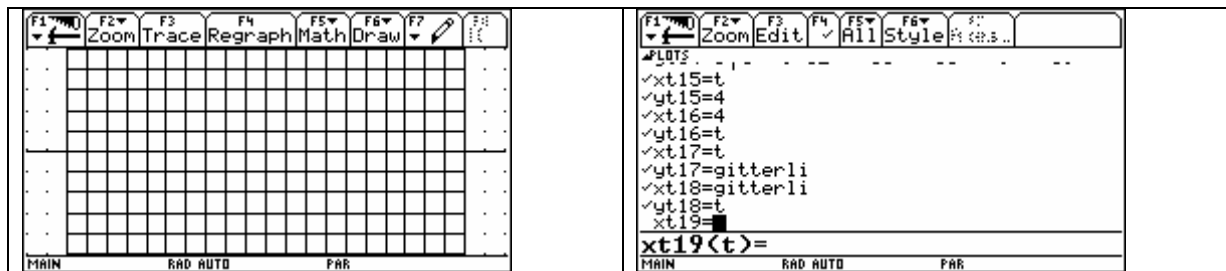 F1 F2 F3 F4 F5 F6 F7
Zoom Trace Regraph Math Draw
MAIN RAD AUTO PAR
F1 F2 F3 F4 F5 F6
Zoom Edit ✓ All Style
PLOTS
✓xt15=t
✓yt15=4
✓xt16=4
✓yt16=t
✓xt17=t
✓yt17=gitterli
✓xt18=gitterli
✓yt18=t
xt19=
xt19(t)=
MAIN RAD AUTO PAR